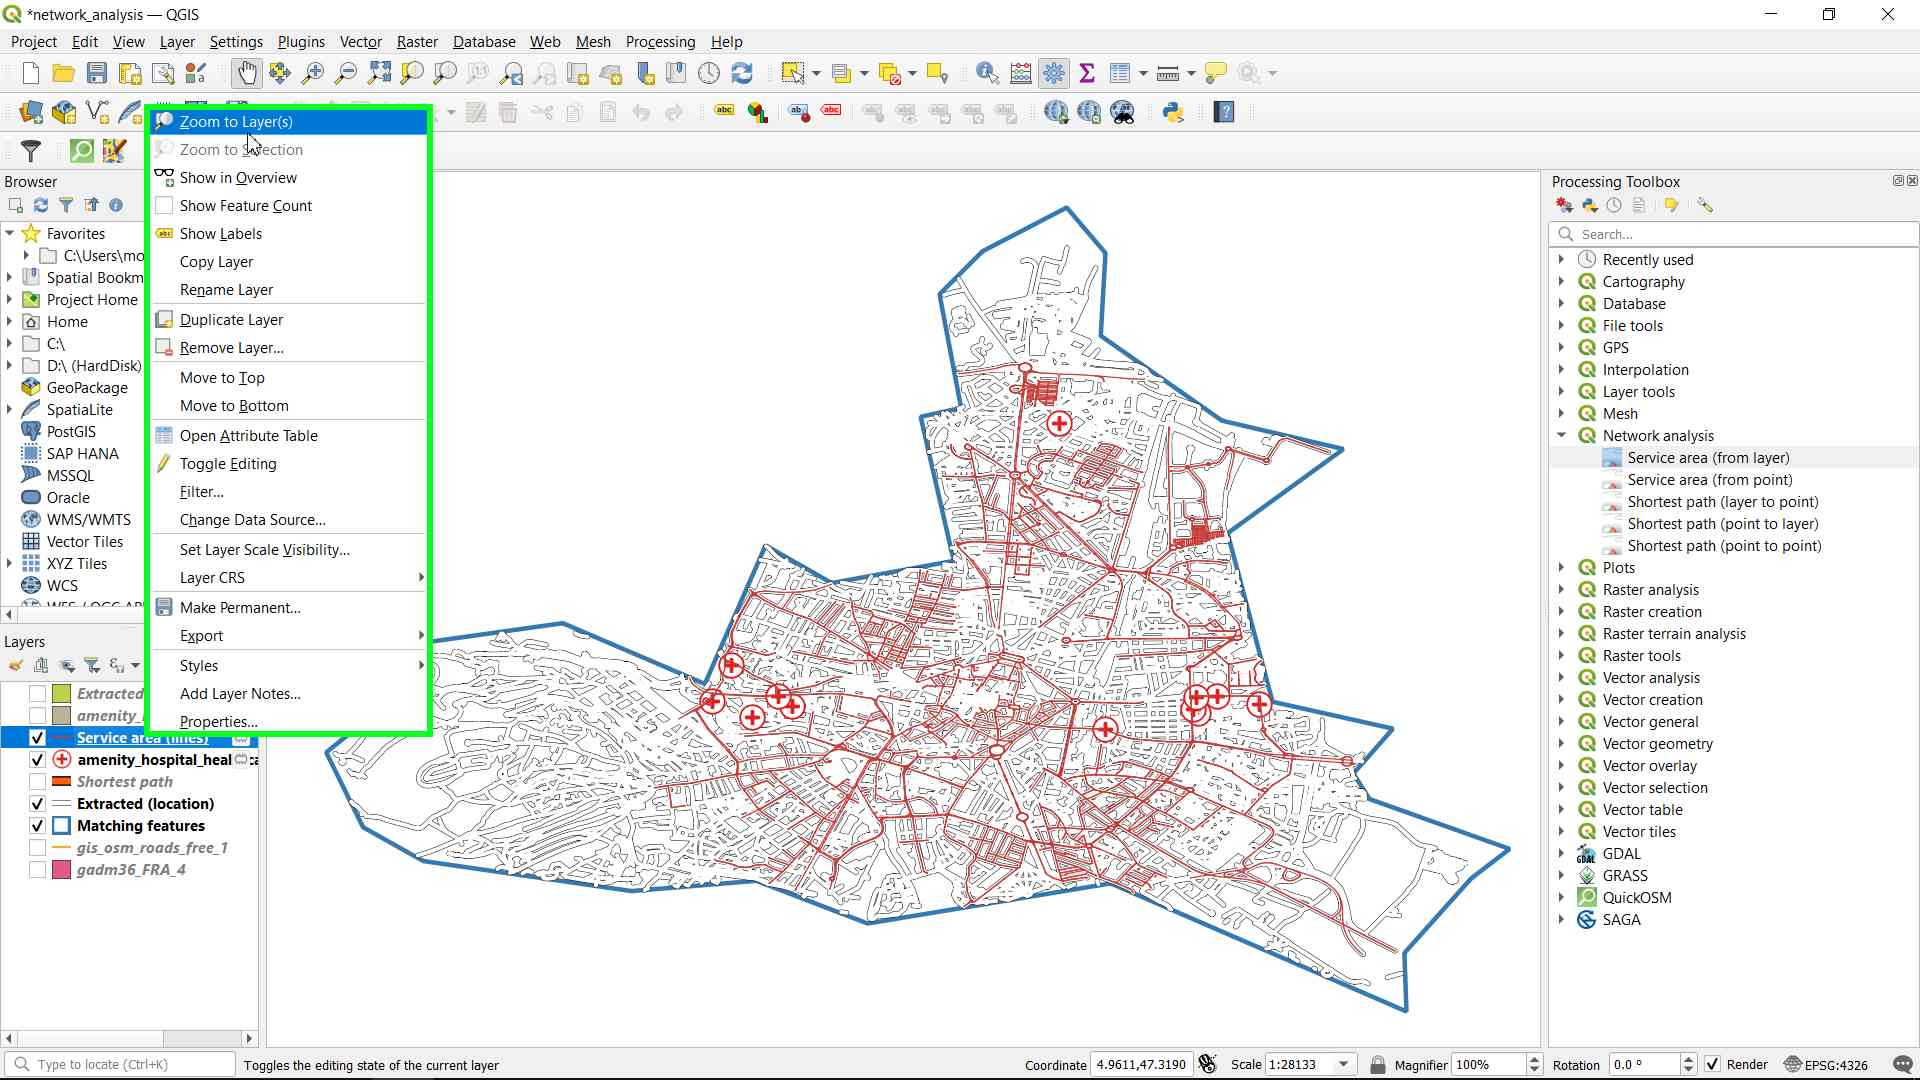 *network_analysis — QGIS
Project Edit View Layer Settings Plugins Vector Raster Database Web Mesh Processing Help
Browser
Favorites
C:\Users\mo
Spatial Bookm
Project Home
Home
C:\
D:\ (HardDisk)
GeoPackage
SpatiaLite
PostGIS
SAP HANA
MSSQL
Oracle
WMS/WMTS
Vector Tiles
XYZ Tiles
WCS
Zoom to Layer(s)
Zoom to Selection
Show in Overview
Show Feature Count
Show Labels
Copy Layer
Rename Layer
Duplicate Layer
Remove Layer...
Move to Top
Move to Bottom
Open Attribute Table
Toggle Editing
Filter...
Change Data Source...
Set Layer Scale Visibility...
Layer CRS
Make Permanent...
Export
Styles
Add Layer Notes...
Properties...
Layers
Extracted
amenity_
Service area (lines)
amenity_hospital_heal
Shortest path
Extracted (location)
Matching features
gis_osm_roads_free_1
gadm36_FRA_4
Processing Toolbox
Search...
Recently used
Cartography
Database
File tools
GPS
Interpolation
Layer tools
Mesh
Network analysis
Service area (from layer)
Service area (from point)
Shortest path (layer to point)
Shortest path (point to layer)
Shortest path (point to point)
Plots
Raster analysis
Raster creation
Raster terrain analysis
Raster tools
Vector analysis
Vector creation
Vector general
Vector geometry
Vector overlay
Vector selection
Vector table
Vector tiles
GDAL
GRASS
QuickOSM
SAGA
Type to locate (Ctrl+K) Toggles the editing state of the current layer Coordinate 4.9611,47.3190 Scale 1:28133 Magnifier 100% Rotation 0.0 ° Render EPSG:4326